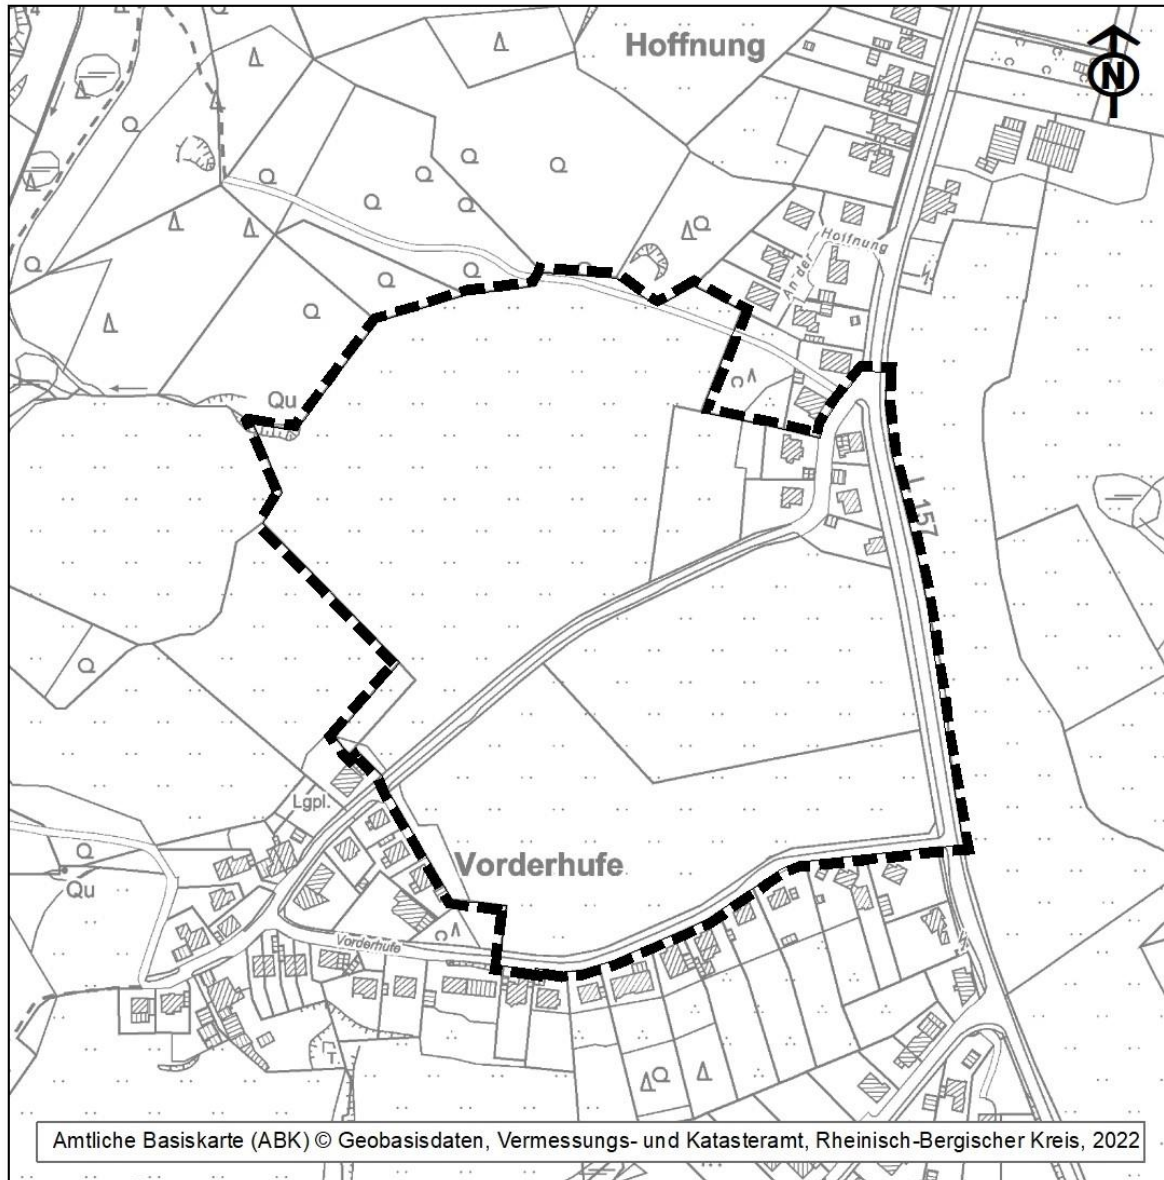 Hoffnung
N
An der
Hoffnung
Qu
L 157
Lgpl.
Vorderhufe
Qu
Vorderhufe
T.
Amtliche Basiskarte (ABK) © Geobasisdaten, Vermessungs- und Katasteramt, Rheinisch-Bergischer Kreis, 2022